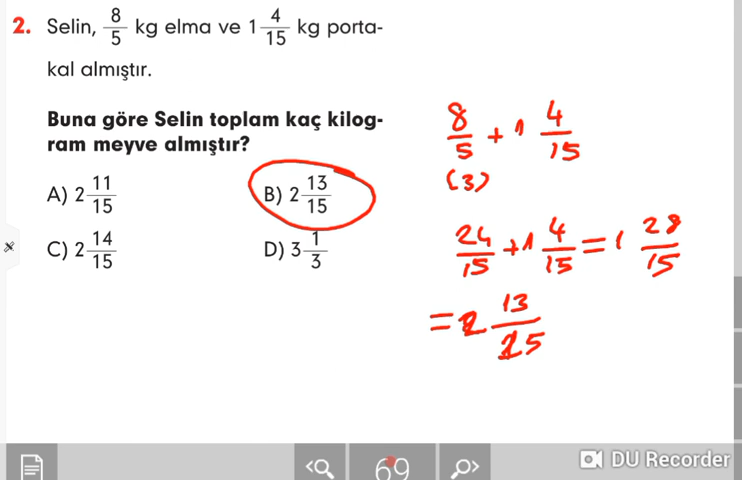 2. Selin, 8/5 kg elma ve 1 4/15 kg porta-
kal almıştır.
Buna göre Selin toplam kaç kilog-
ram meyve almıştır?
A) 2 11/15
B) 2 13/15
C) 2 14/15
D) 3 1/3
8/5 + 1 4/15
(3)
24/15 + 1 4/15 = 1 28/15
= 2 13/15
69
DU Recorder